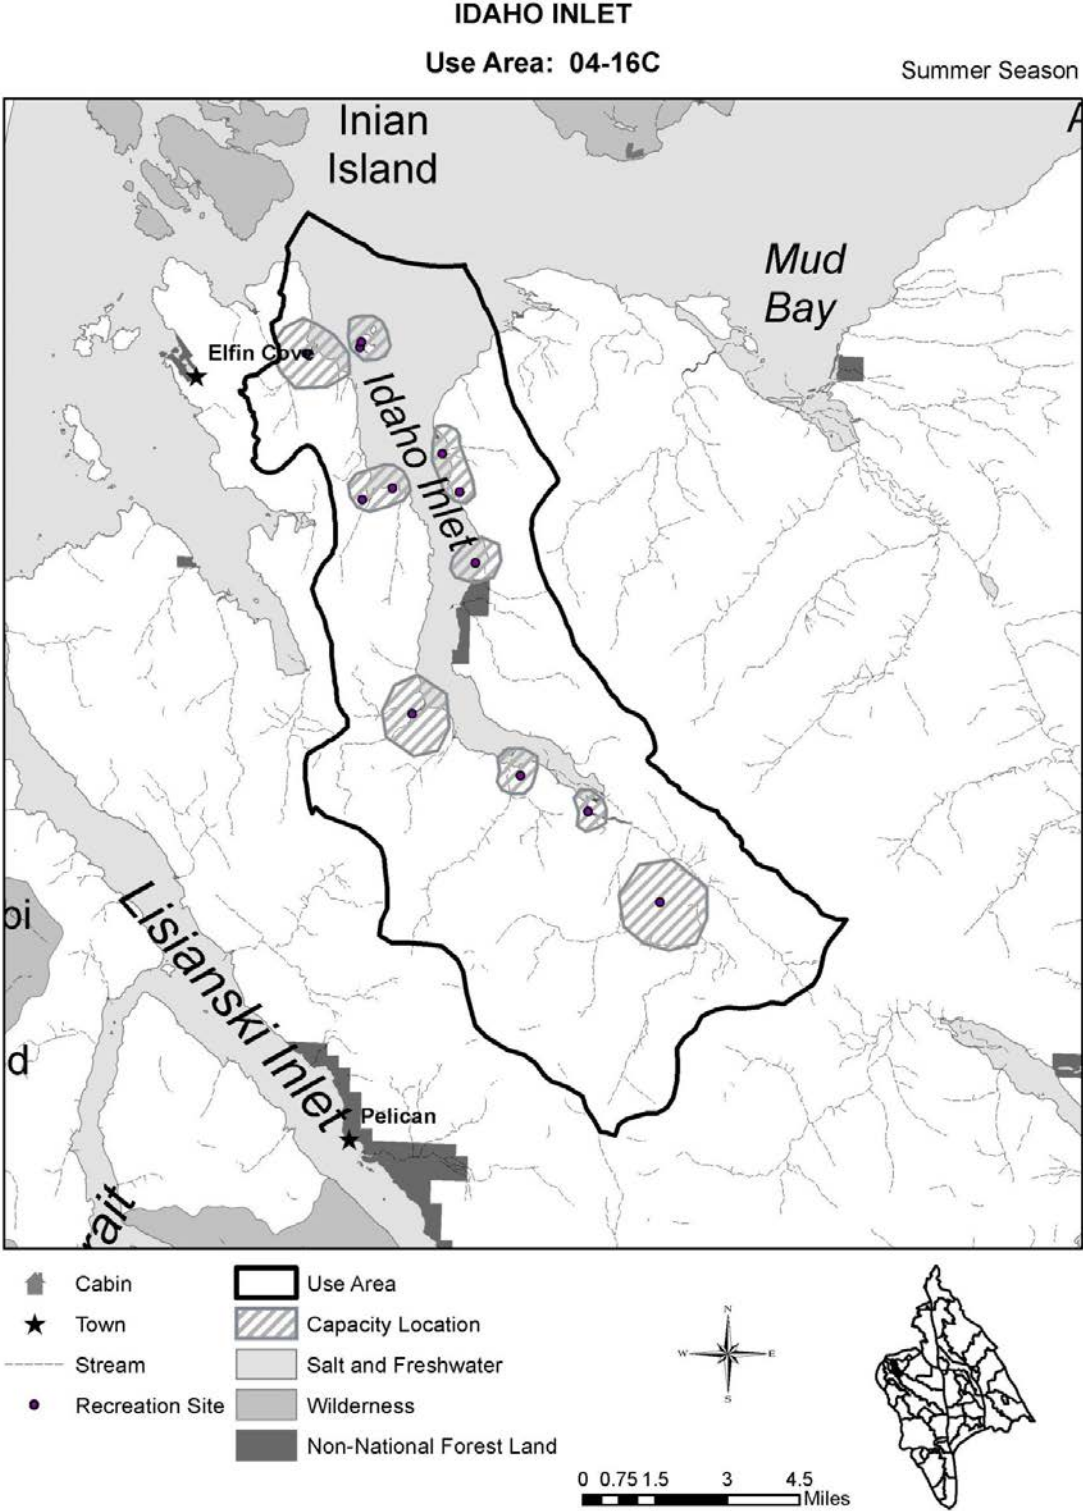 IDAHO INLET
Use Area: 04-16C
Summer Season
Inian
Island
A
Mud
Bay
Elfin Cove
Idaho Inlet
bi
Lisianski Inlet
d
Pelican
rait
Cabin
Town
Stream
Recreation Site
Use Area
Capacity Location
Salt and Freshwater
Wilderness
Non-National Forest Land
N
W E
S
0 0.75 1.5 3 4.5
Miles